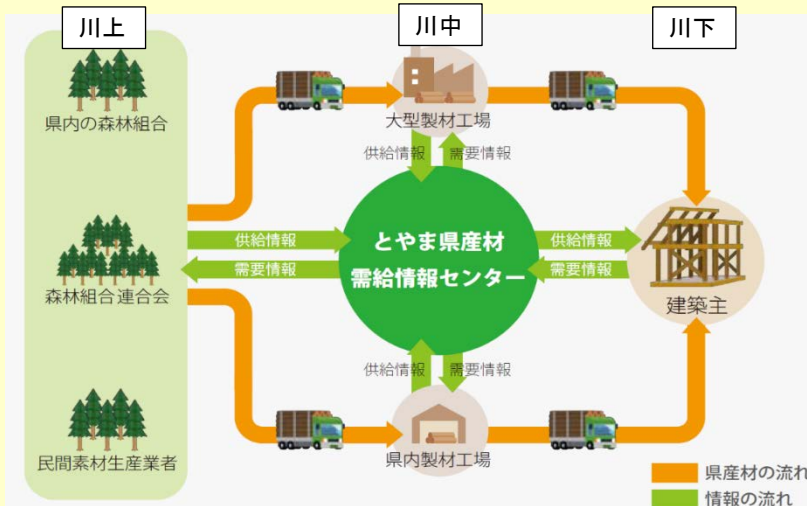 川上
川中
川下
県内の森林組合
大型製材工場
供給情報
需要情報
供給情報
需要情報
とやま県産材
需給情報センター
供給情報
需要情報
森林組合連合会
建築主
供給情報
需要情報
民間素材生産業者
県内製材工場
県産材の流れ
情報の流れ